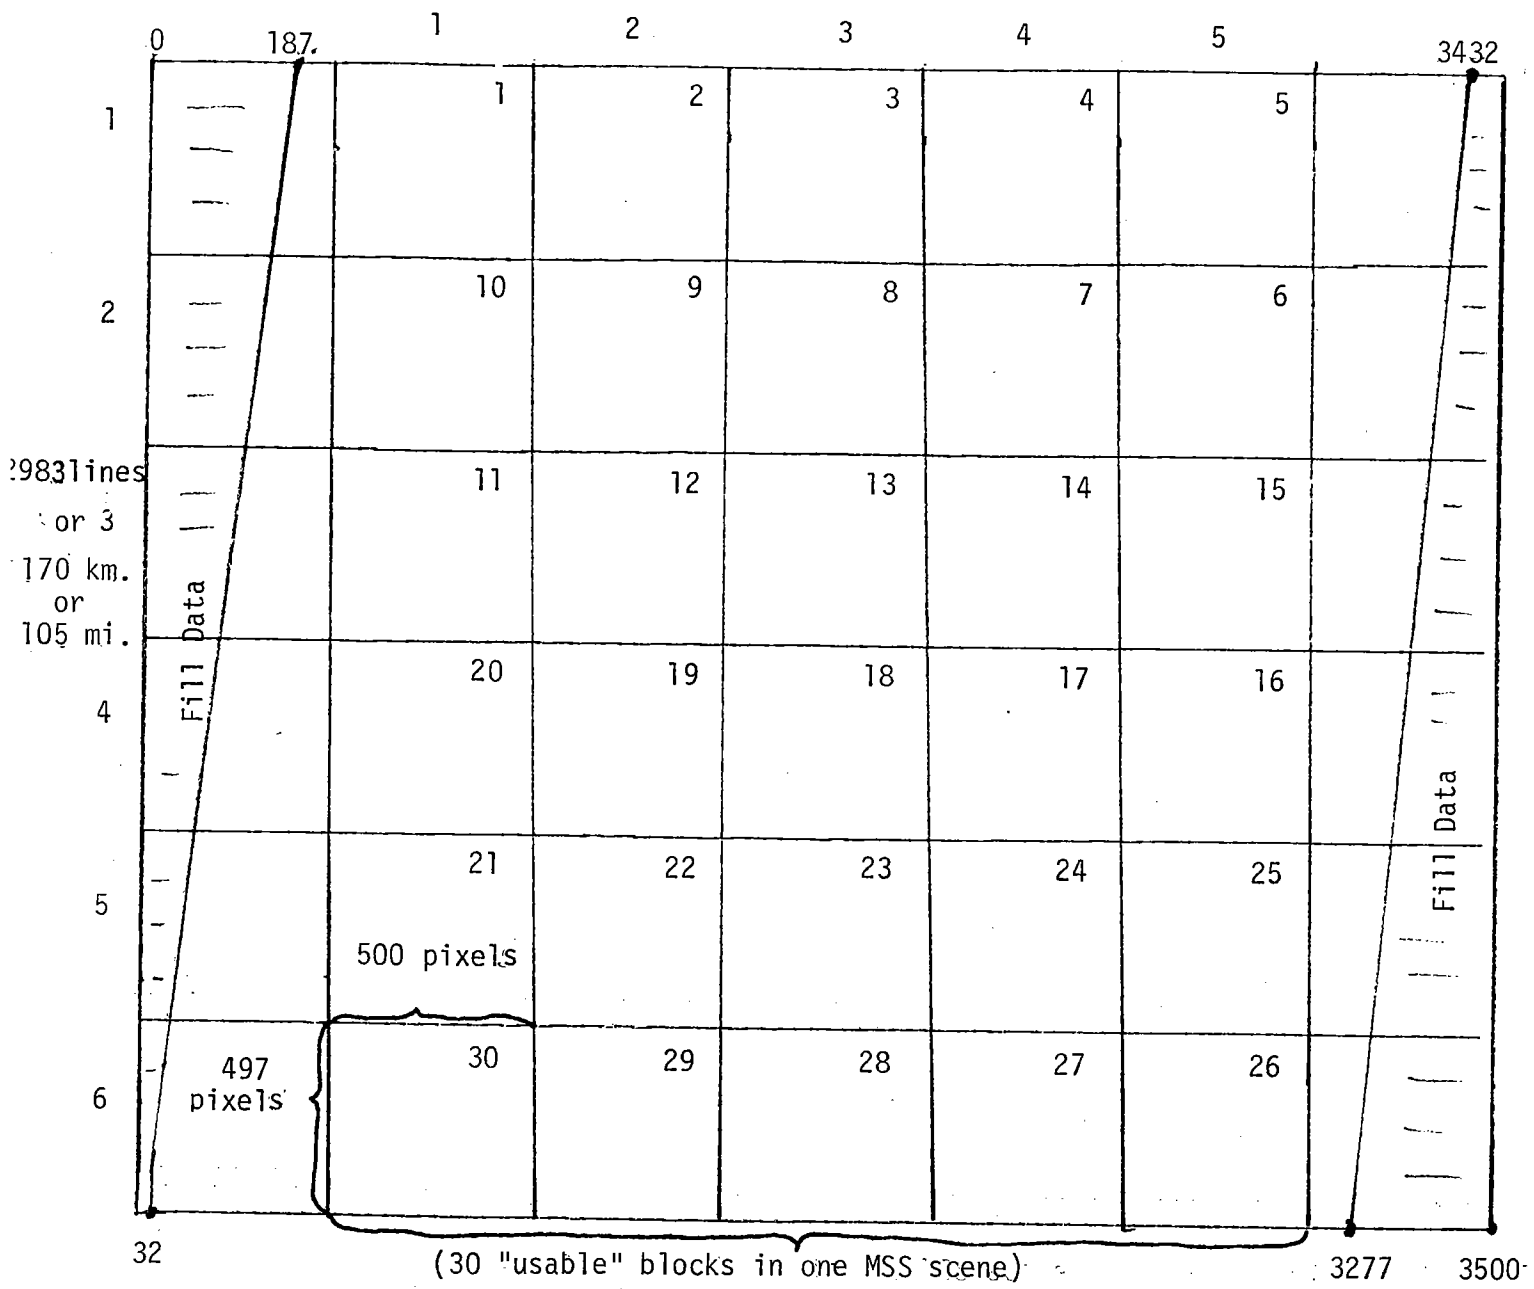 1 2 3 4 5
0 187. 3432
1 1 2 3 4 5
2 10 9 8 7 6
2983lines
or 3
170 km.
or
105 mi.
11 12 13 14 15
Fill Data
4 20 19 18 17 16
Fill Data
5 21 22 23 24 25
500 pixels
6 30 29 28 27 26
497
pixels
32 3277 3500
(30 "usable" blocks in one MSS scene)